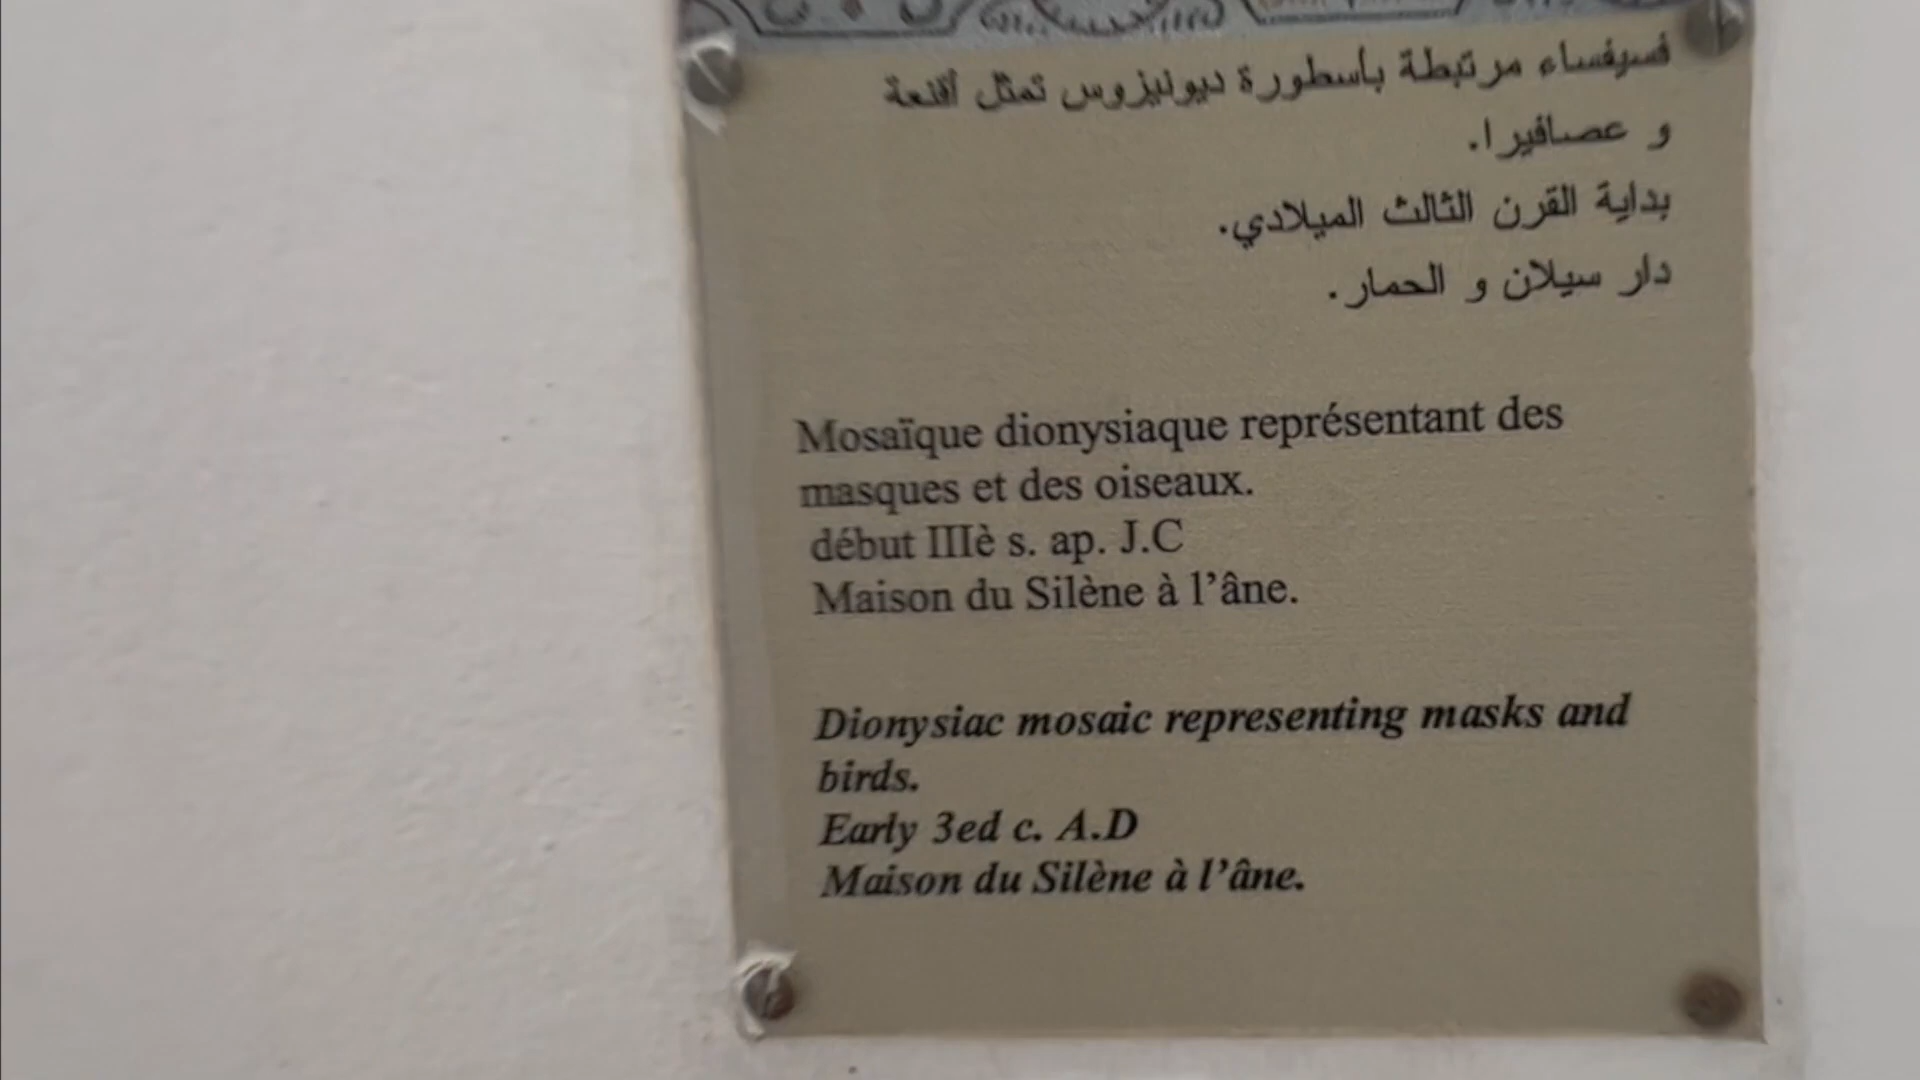 فسيفساء مرتبطة بأسطورة ديونيزوس تمثل أقنعة
و عصافيرا.
بداية القرن الثالث الميلادي.
دار سيلان و الحمار.
Mosaïque dionysiaque représentant des
masques et des oiseaux.
début IIIè s. ap. J.C
Maison du Silène à l’âne.
Dionysiac mosaic representing masks and
birds.
Early 3ed c. A.D
Maison du Silène à l’âne.